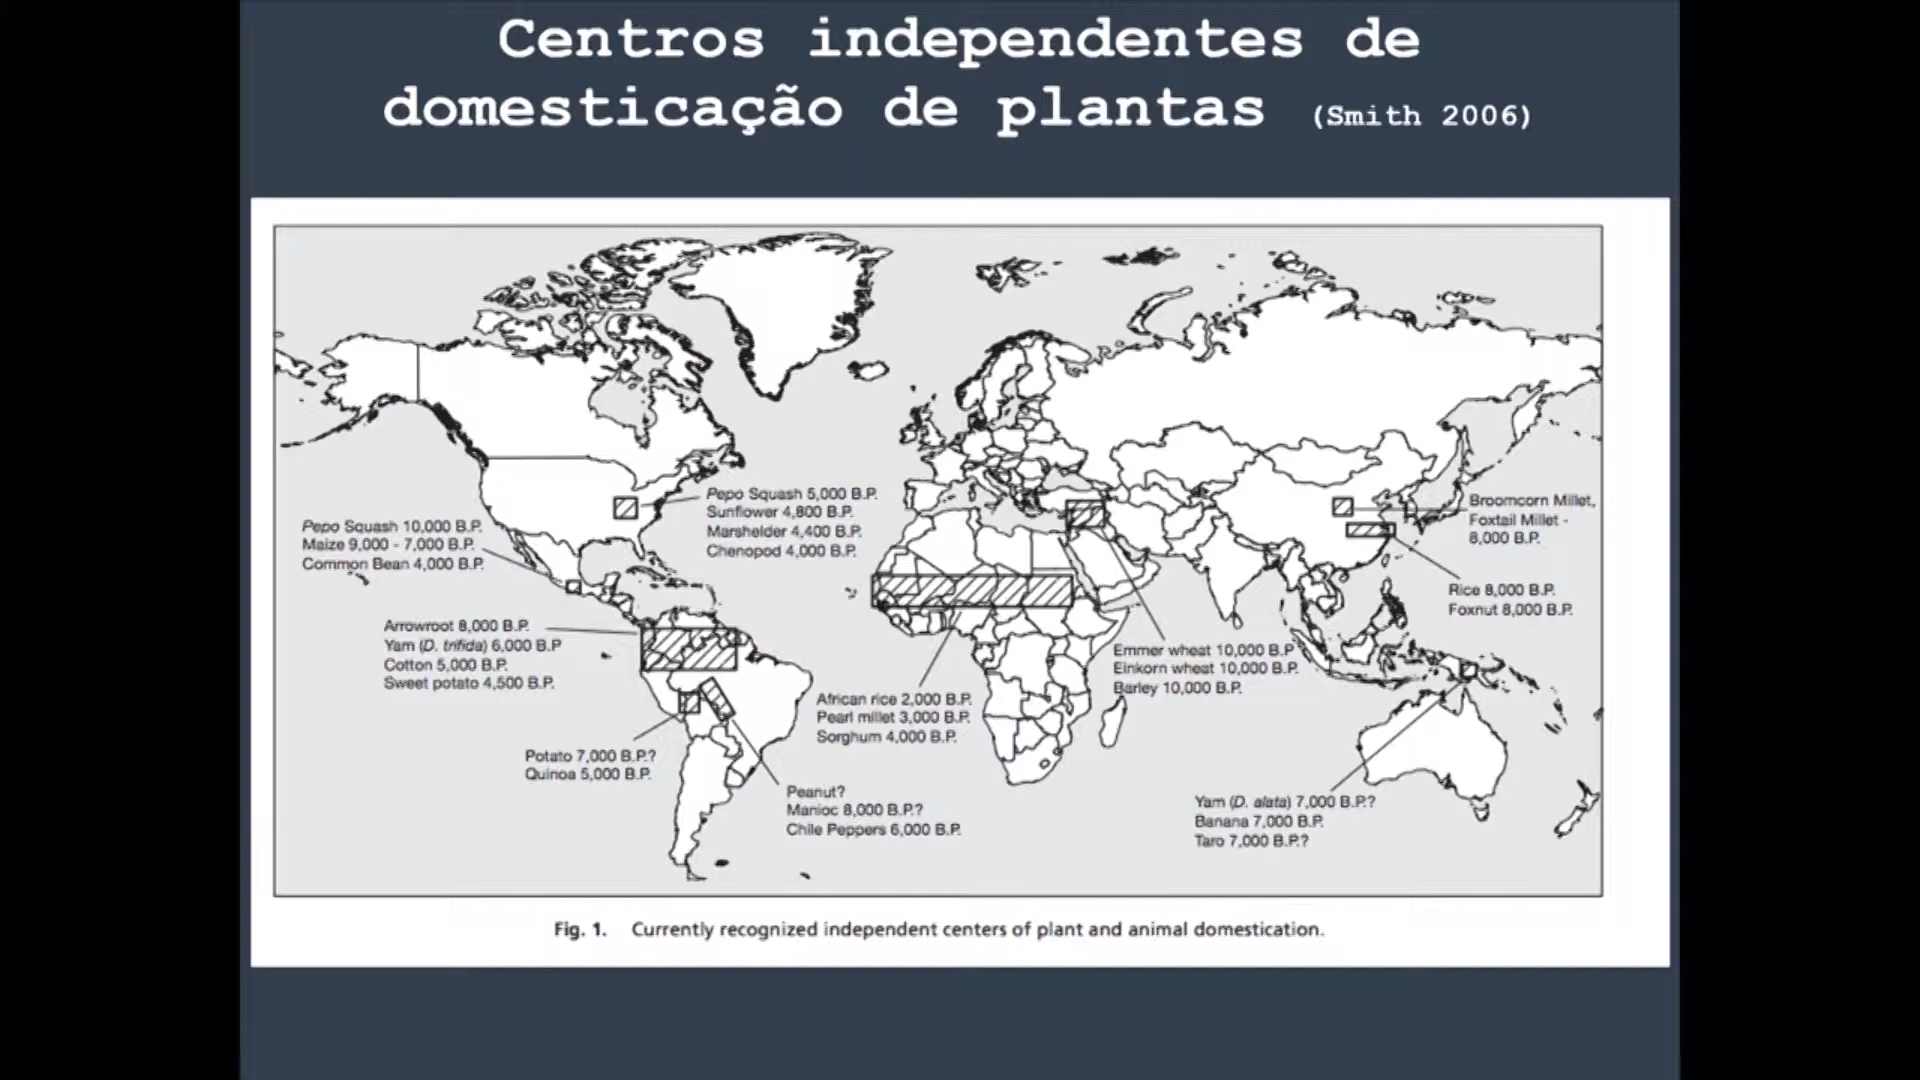 Centros independentes de
domesticação de plantas (Smith 2006)
Pepo Squash 5,000 B.P.
Sunflower 4,800 B.P.
Marshelder 4,400 B.P.
Chenopod 4,000 B.P.
Pepo Squash 10,000 B.P.
Maize 9,000 - 7,000 B.P.
Common Bean 4,000 B.P.
Broomcorn Millet,
Foxtail Millet -
8,000 B.P.
Rice 8,000 B.P.
Foxnut 8,000 B.P.
Arrowroot 8,000 B.P.
Yam (D. trifida) 6,000 B.P
Cotton 5,000 B.P.
Sweet potato 4,500 B.P.
Emmer wheat 10,000 B.P
Einkorn wheat 10,000 B.P.
Barley 10,000 B.P.
African rice 2,000 B.P.
Pearl millet 3,000 B.P.
Sorghum 4,000 B.P.
Potato 7,000 B.P.?
Quinoa 5,000 B.P.
Peanut?
Manioc 8,000 B.P.?
Chile Peppers 6,000 B.P.
Yam (D. alata) 7,000 B.P.?
Banana 7,000 B.P.
Taro 7,000 B.P.?
Fig. 1. Currently recognized independent centers of plant and animal domestication.